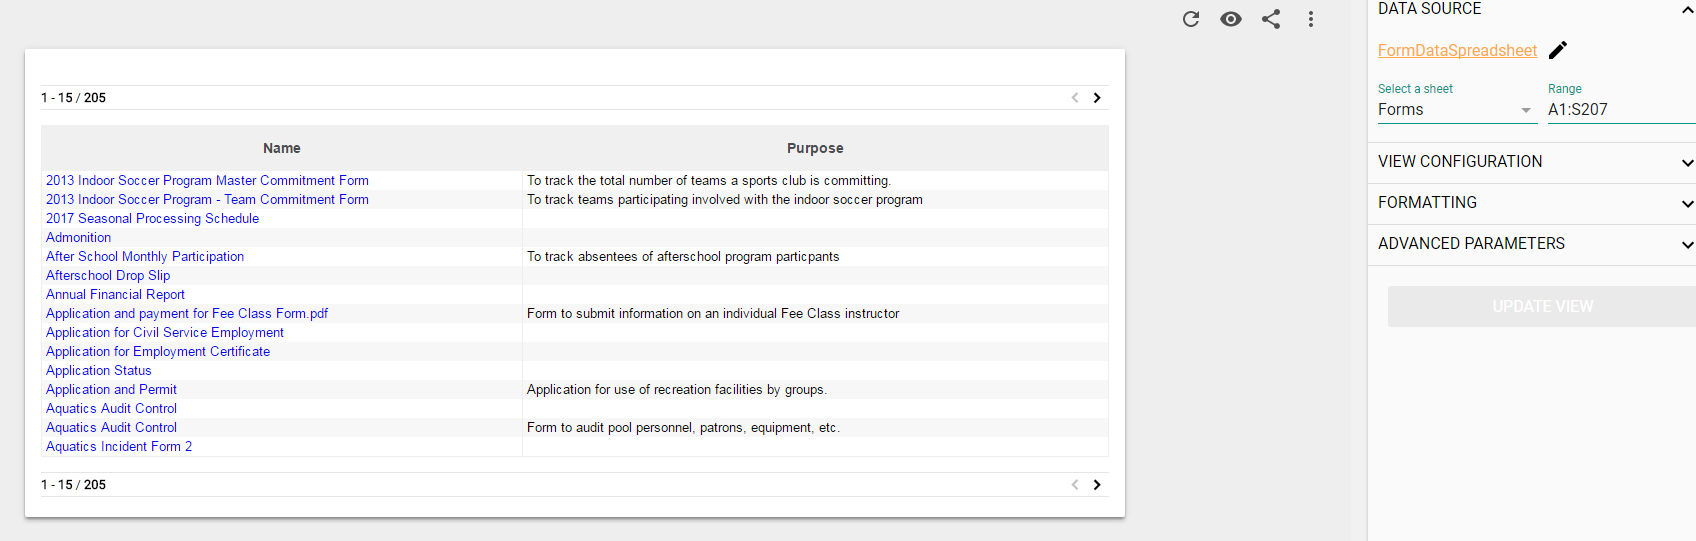 1 - 15 / 205
Name Purpose
2013 Indoor Soccer Program Master Commitment Form To track the total number of teams a sports club is committing.
2013 Indoor Soccer Program - Team Commitment Form To track teams participating involved with the indoor soccer program
2017 Seasonal Processing Schedule
Admonition
After School Monthly Participation To track absentees of afterschool program particpants
Afterschool Drop Slip
Annual Financial Report
Application and payment for Fee Class Form.pdf Form to submit information on an individual Fee Class instructor
Application for Civil Service Employment
Application for Employment Certificate
Application Status
Application and Permit Application for use of recreation facilities by groups.
Aquatics Audit Control
Aquatics Audit Control Form to audit pool personnel, patrons, equipment, etc.
Aquatics Incident Form 2
1 - 15 / 205
DATA SOURCE
FormDataSpreadsheet
Select a sheet Range
Forms A1:S207
VIEW CONFIGURATION
FORMATTING
ADVANCED PARAMETERS
UPDATE VIEW